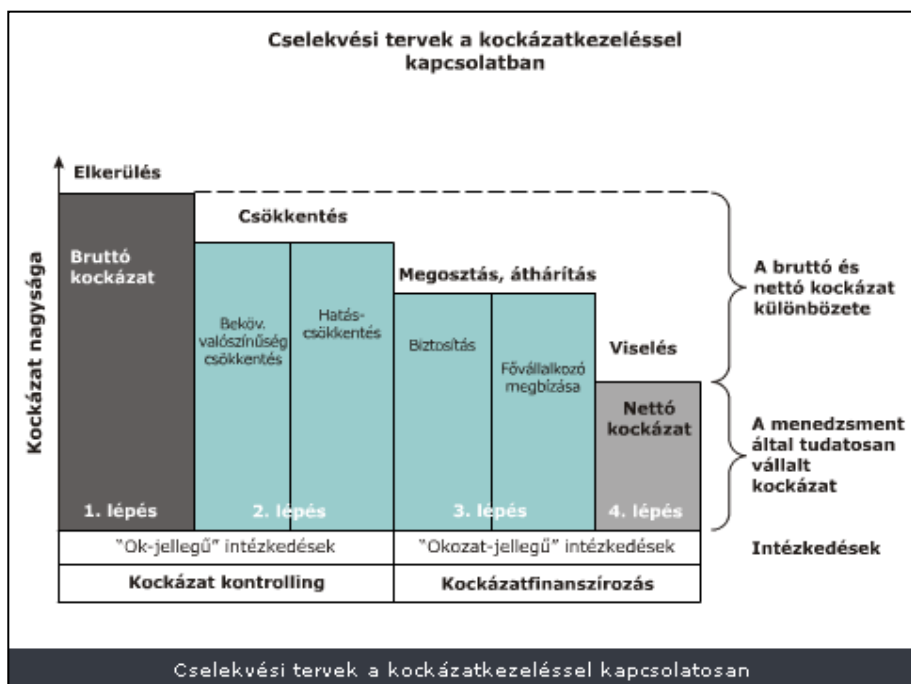 Cselekvési tervek a kockázatkezeléssel
kapcsolatban
Kockázat nagysága
Elkerülés
Bruttó
kockázat
1. lépés
Csökkentés
Beköv.
valószínűség
csökkentés
Hatás-
csökkentés
2. lépés
Megosztás, áthárítás
Biztosítás
Fővállalkozó
megbízása
3. lépés
Viselés
Nettó
kockázat
4. lépés
A bruttó és
nettó kockázat
különbözete
A menedzsment
által tudatosan
vállalt
kockázat
"Ok-jellegű" intézkedések
"Okozat-jellegű" intézkedések
Intézkedések
Kockázat kontrolling
Kockázatfinanszírozás
Cselekvési tervek a kockázatkezeléssel kapcsolatosan